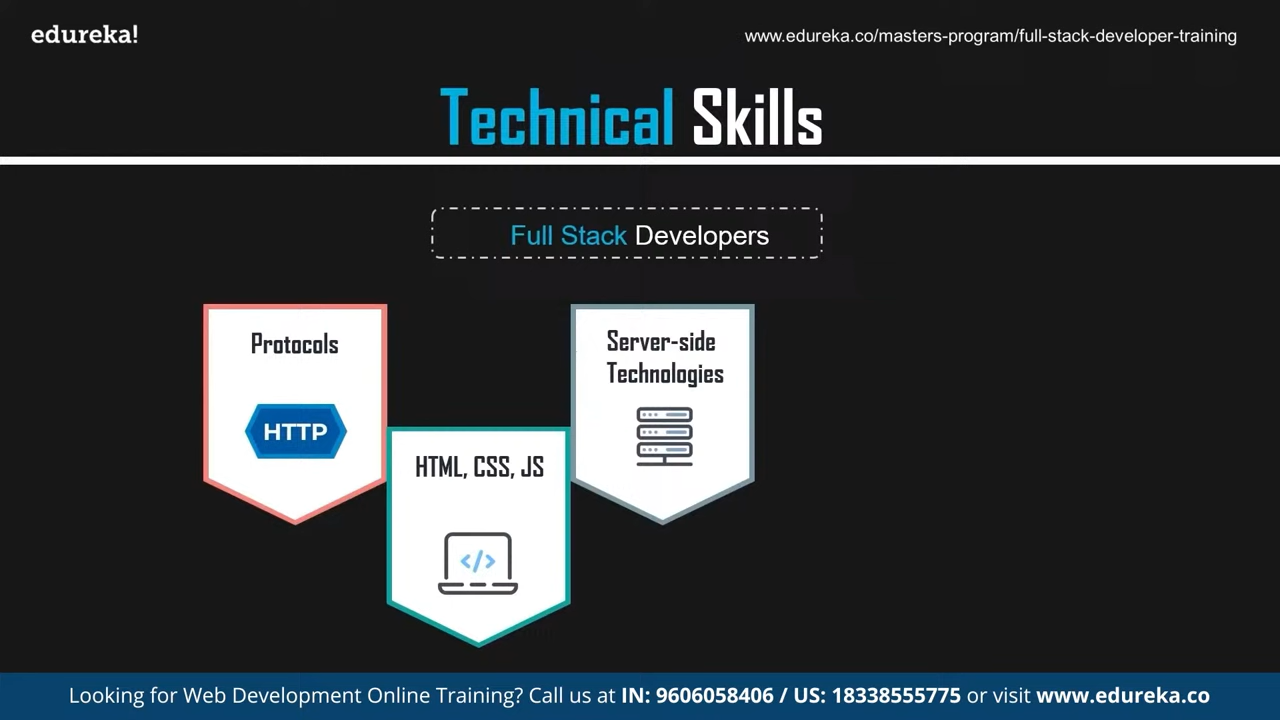 edureka!
www.edureka.co/masters-program/full-stack-developer-training
Technical Skills
Full Stack Developers
Protocols
HTTP
HTML, CSS, JS
</>
Server-side
Technologies
Looking for Web Development Online Training? Call us at IN: 9606058406 / US: 18338555775 or visit www.edureka.co